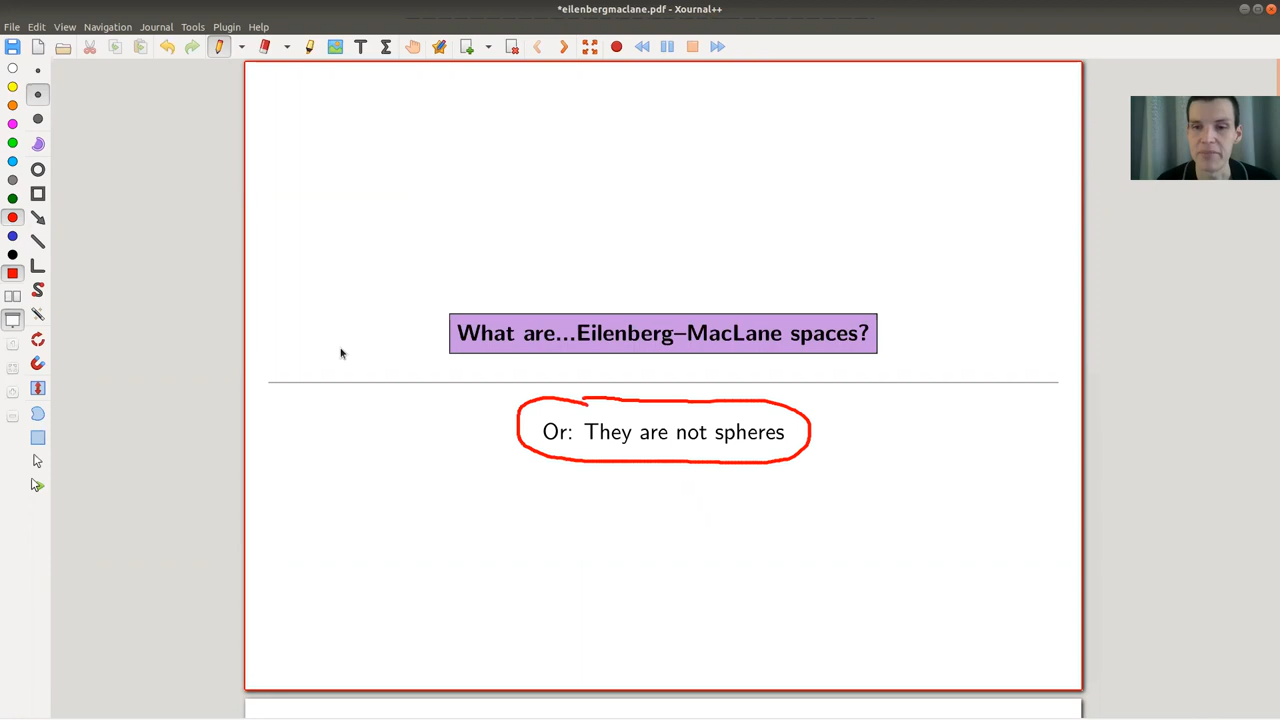 *eilenbergmaclane.pdf - Xournal++
File Edit View Navigation Journal Tools Plugin Help
What are...Eilenberg–MacLane spaces?
Or: They are not spheres